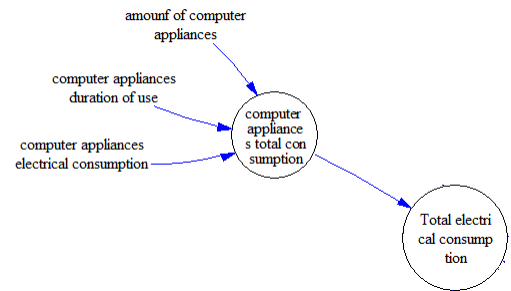 amounf of computer
appliances
computer appliances
duration of use
computer appliances
electrical consumption
computer
appliance
s total con
sumption
Total electri
cal consump
tion